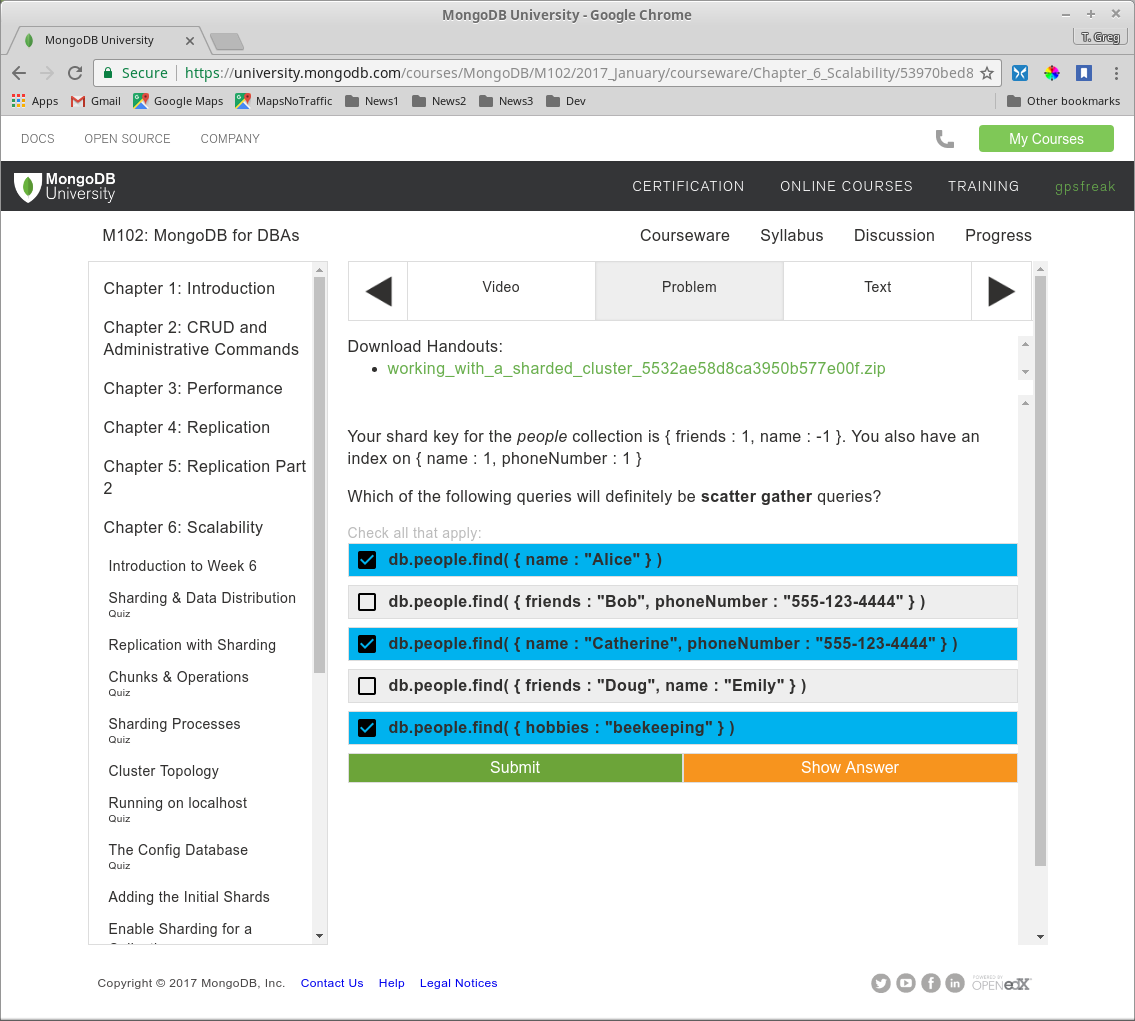 MongoDB University - Google Chrome
MongoDB University
T. Greg
Secure https://university.mongodb.com/courses/MongoDB/M102/2017_January/courseware/Chapter_6_Scalability/53970bed8
Apps Gmail Google Maps MapsNoTraffic News1 News2 News3 Dev Other bookmarks
DOCS OPEN SOURCE COMPANY My Courses
MongoDB
University
CERTIFICATION ONLINE COURSES TRAINING gpsfreak
M102: MongoDB for DBAs Courseware Syllabus Discussion Progress
Chapter 1: Introduction
Chapter 2: CRUD and
Administrative Commands
Chapter 3: Performance
Chapter 4: Replication
Chapter 5: Replication Part
2
Chapter 6: Scalability
Introduction to Week 6
Sharding & Data Distribution
Quiz
Replication with Sharding
Chunks & Operations
Quiz
Sharding Processes
Quiz
Cluster Topology
Running on localhost
Quiz
The Config Database
Quiz
Adding the Initial Shards
Enable Sharding for a
Video Problem Text
Download Handouts:
• working_with_a_sharded_cluster_5532ae58d8ca3950b577e00f.zip
Your shard key for the people collection is { friends : 1, name : -1 }. You also have an
index on { name : 1, phoneNumber : 1 }
Which of the following queries will definitely be scatter gather queries?
Check all that apply:
db.people.find( { name : "Alice" } )
db.people.find( { friends : "Bob", phoneNumber : "555-123-4444" } )
db.people.find( { name : "Catherine", phoneNumber : "555-123-4444" } )
db.people.find( { friends : "Doug", name : "Emily" } )
db.people.find( { hobbies : "beekeeping" } )
Submit Show Answer
Copyright © 2017 MongoDB, Inc. Contact Us Help Legal Notices
POWERED BY
OPEN edX